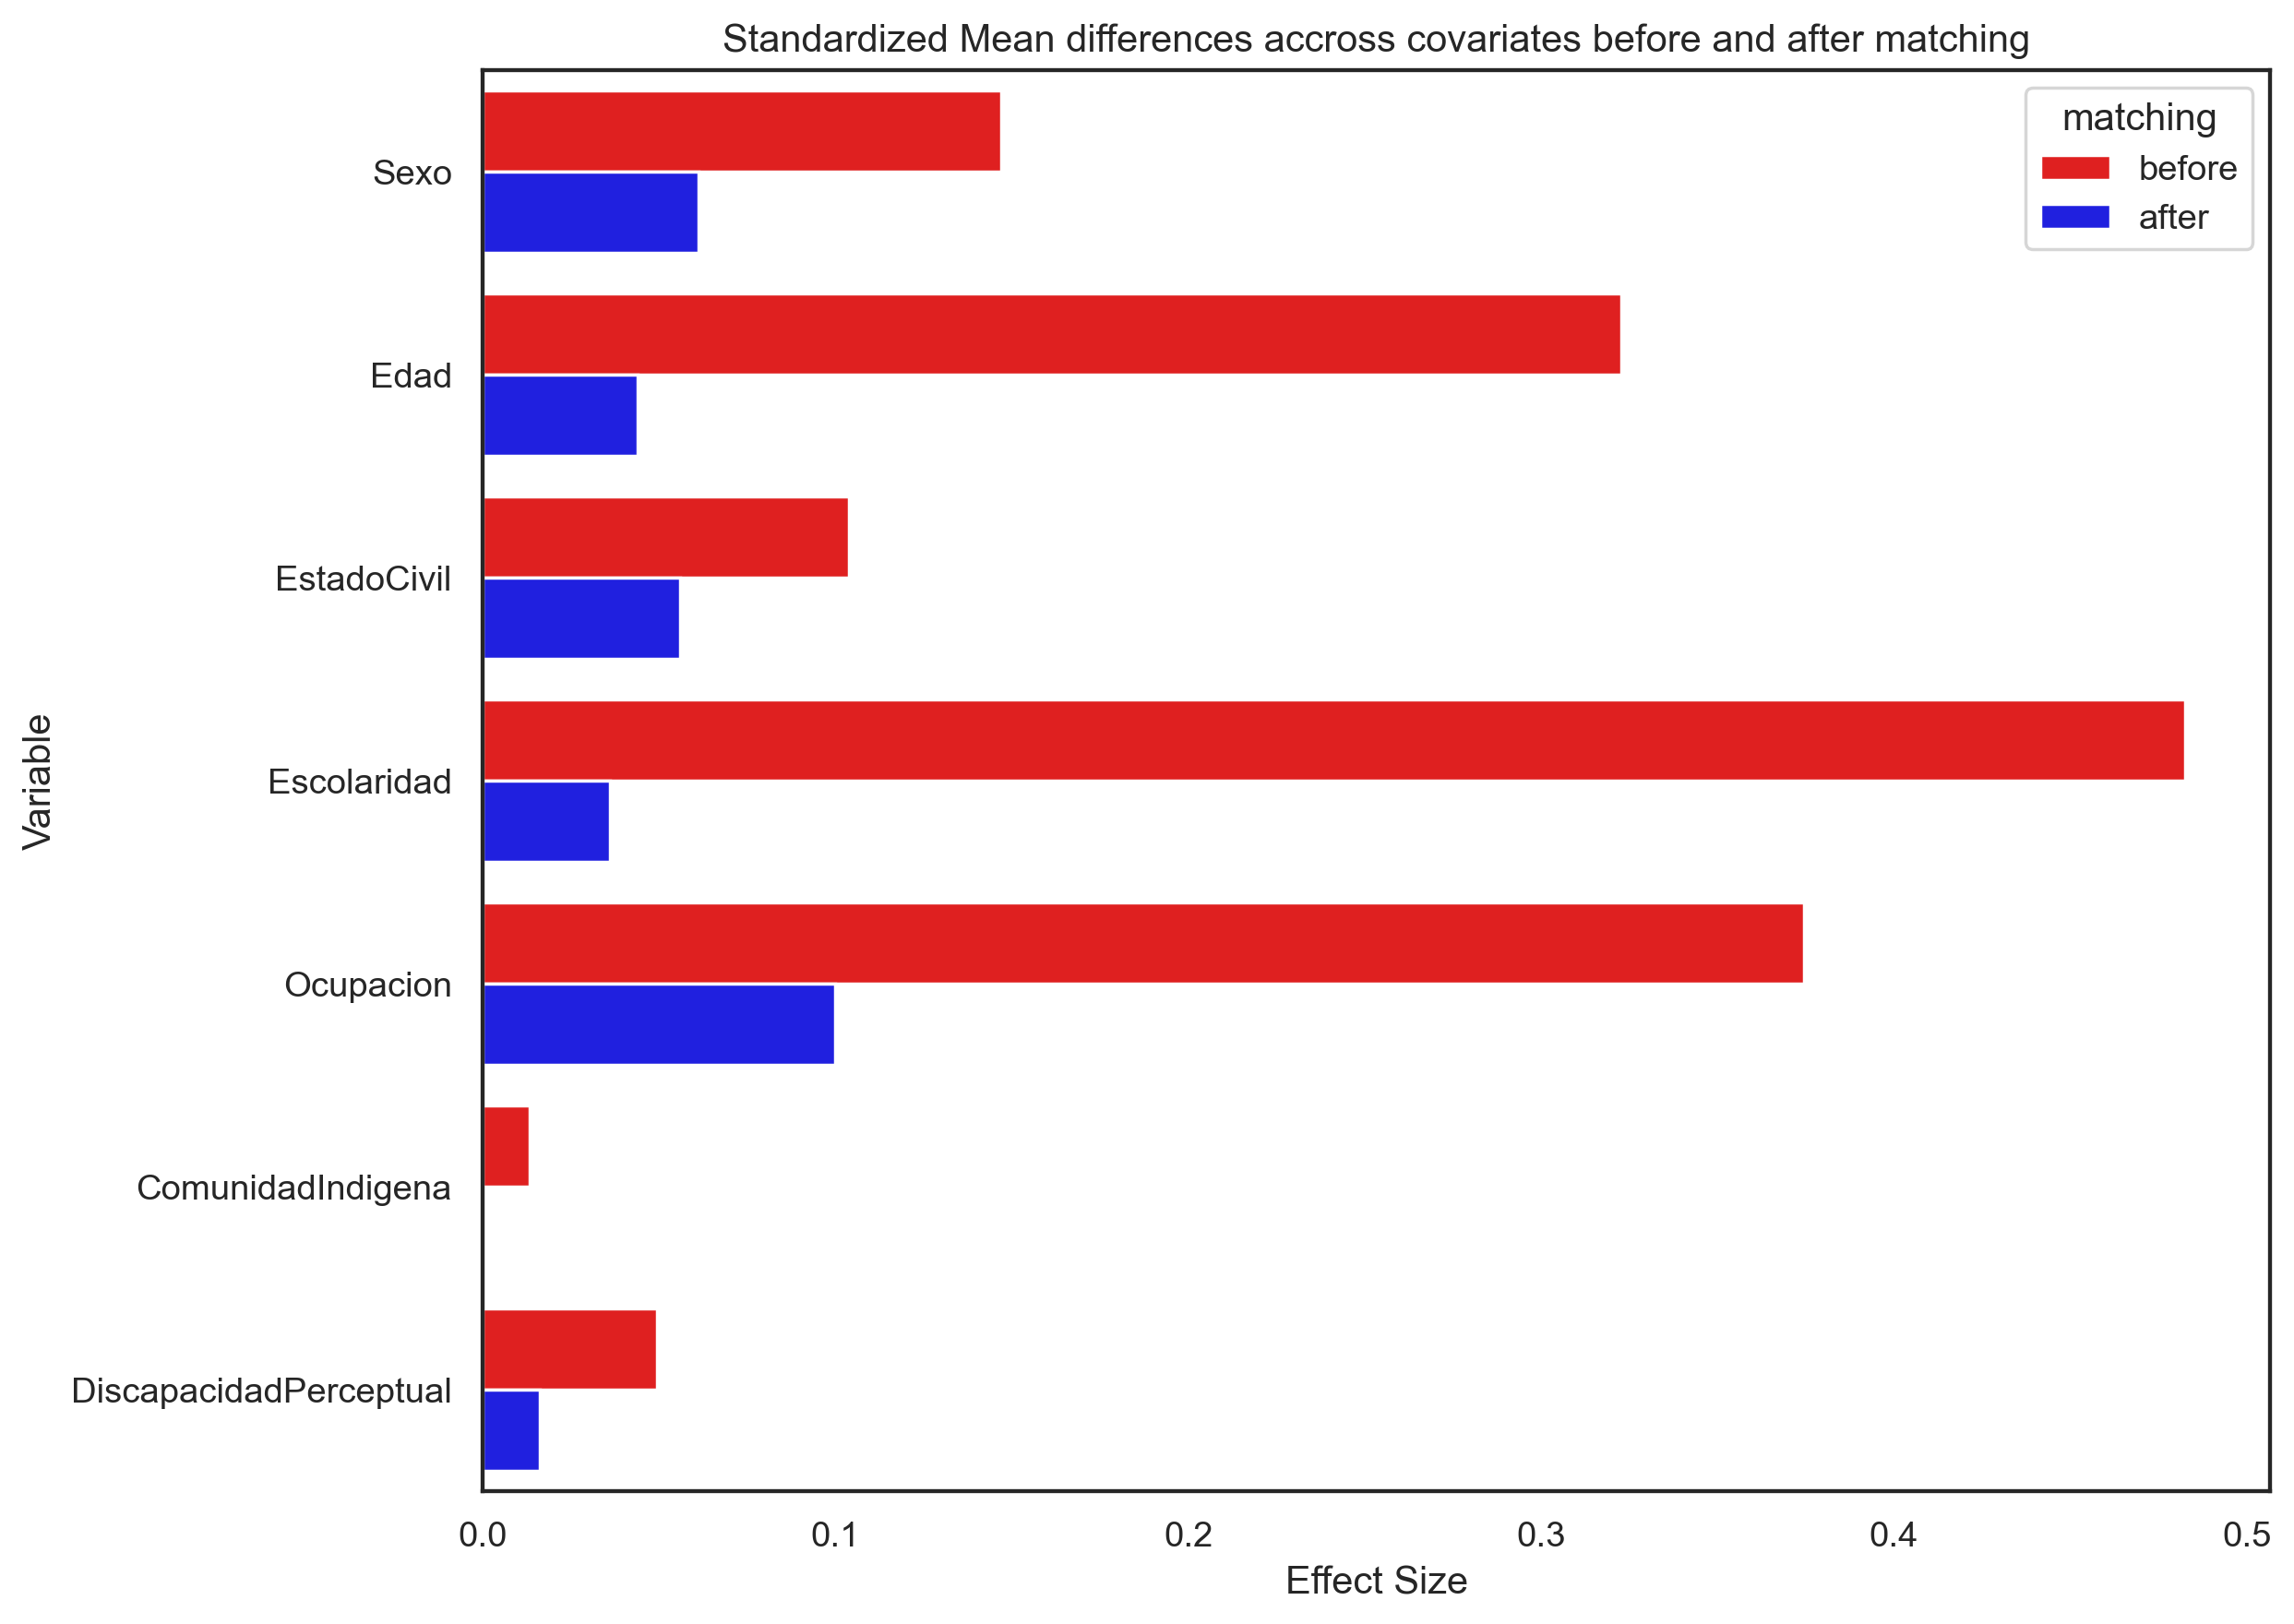 Standardized Mean differences accross covariates before and after matching
matching
before
after
Variable
Sexo
Edad
EstadoCivil
Escolaridad
Ocupacion
ComunidadIndigena
DiscapacidadPerceptual
0.0 0.1 0.2 0.3 0.4 0.5
Effect Size